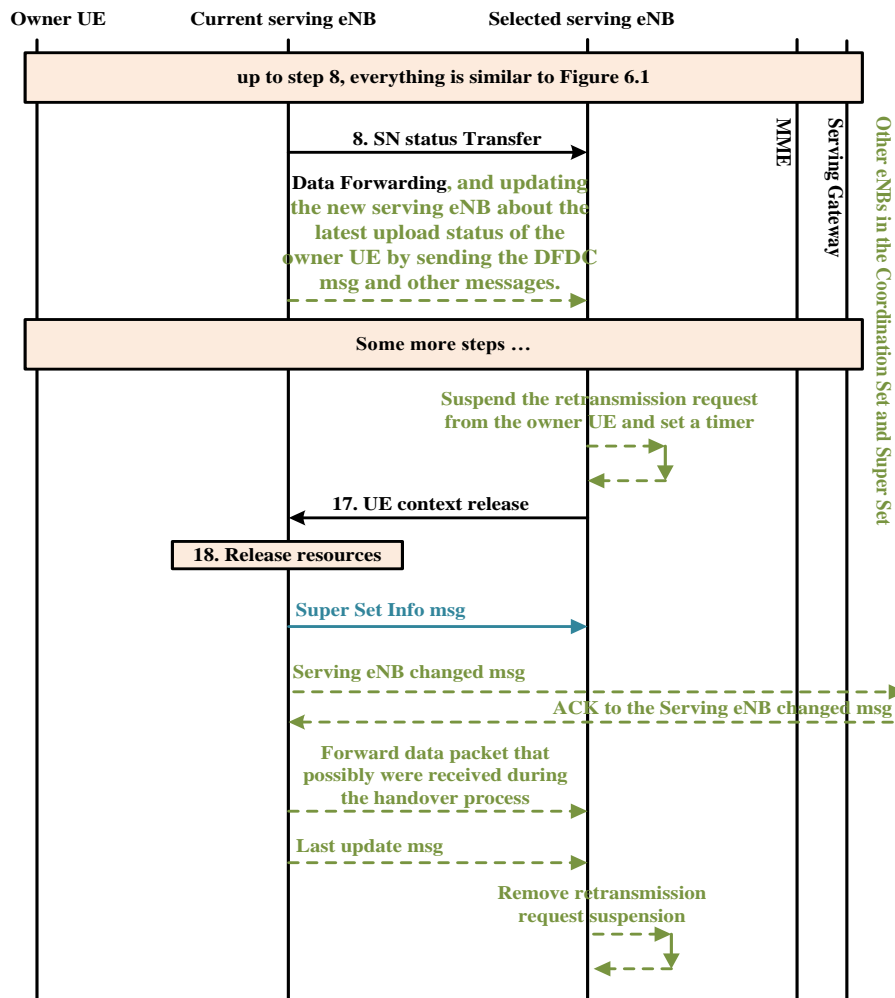 Owner UE
Current serving eNB
Selected serving eNB
up to step 8, everything is similar to Figure 6.1
MME
Serving Gateway
Other eNBs in the Coordination Set and Super Set
8. SN status Transfer
Data Forwarding, and updating
the new serving eNB about the
latest upload status of the
owner UE by sending the DFDC
msg and other messages.
Some more steps ...
Suspend the retransmission request
from the owner UE and set a timer
17. UE context release
18. Release resources
Super Set Info msg
Serving eNB changed msg
ACK to the Serving eNB changed msg
Forward data packet that
possibly were received during
the handover process
Last update msg
Remove retransmission
request suspension